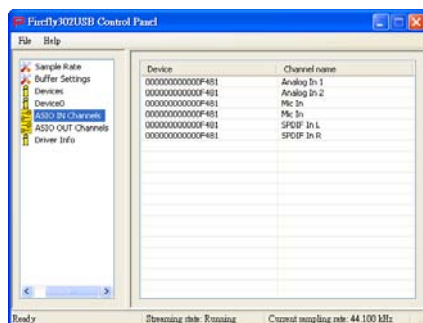 Firefly302USB Control Panel
File Help
Sample Rate
Buffer Settings
Devices
Device0
ASIO IN Channels
ASIO OUT Channels
Driver Info
Device Channel name
000000000000F481 Analog In 1
000000000000F481 Analog In 2
000000000000F481 Mic In
000000000000F481 Mic In
000000000000F481 SPDIF In L
000000000000F481 SPDIF In R
Ready Streaming state: Running Current sampling rate: 44.100 kHz